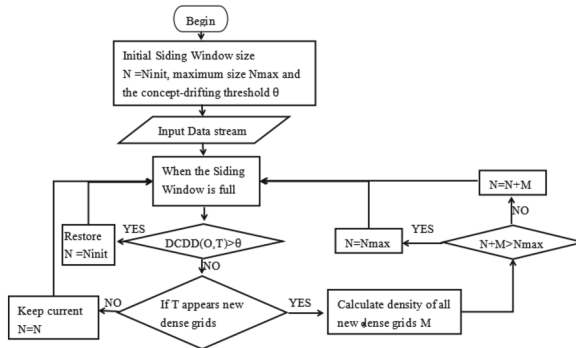 Begin
Initial Siding Window size
N =Ninit, maximum size Nmax and
the concept-drifting threshold θ
Input Data stream
When the Siding
Window is full
N=N+M
NO
YES
Restore
N =Ninit
DCDD(O,T)>θ
N=Nmax
YES
N+M>Nmax
NO
Keep current
N=N
NO
If T appears new
dense grids
YES
Calculate density of all
new dense grids M